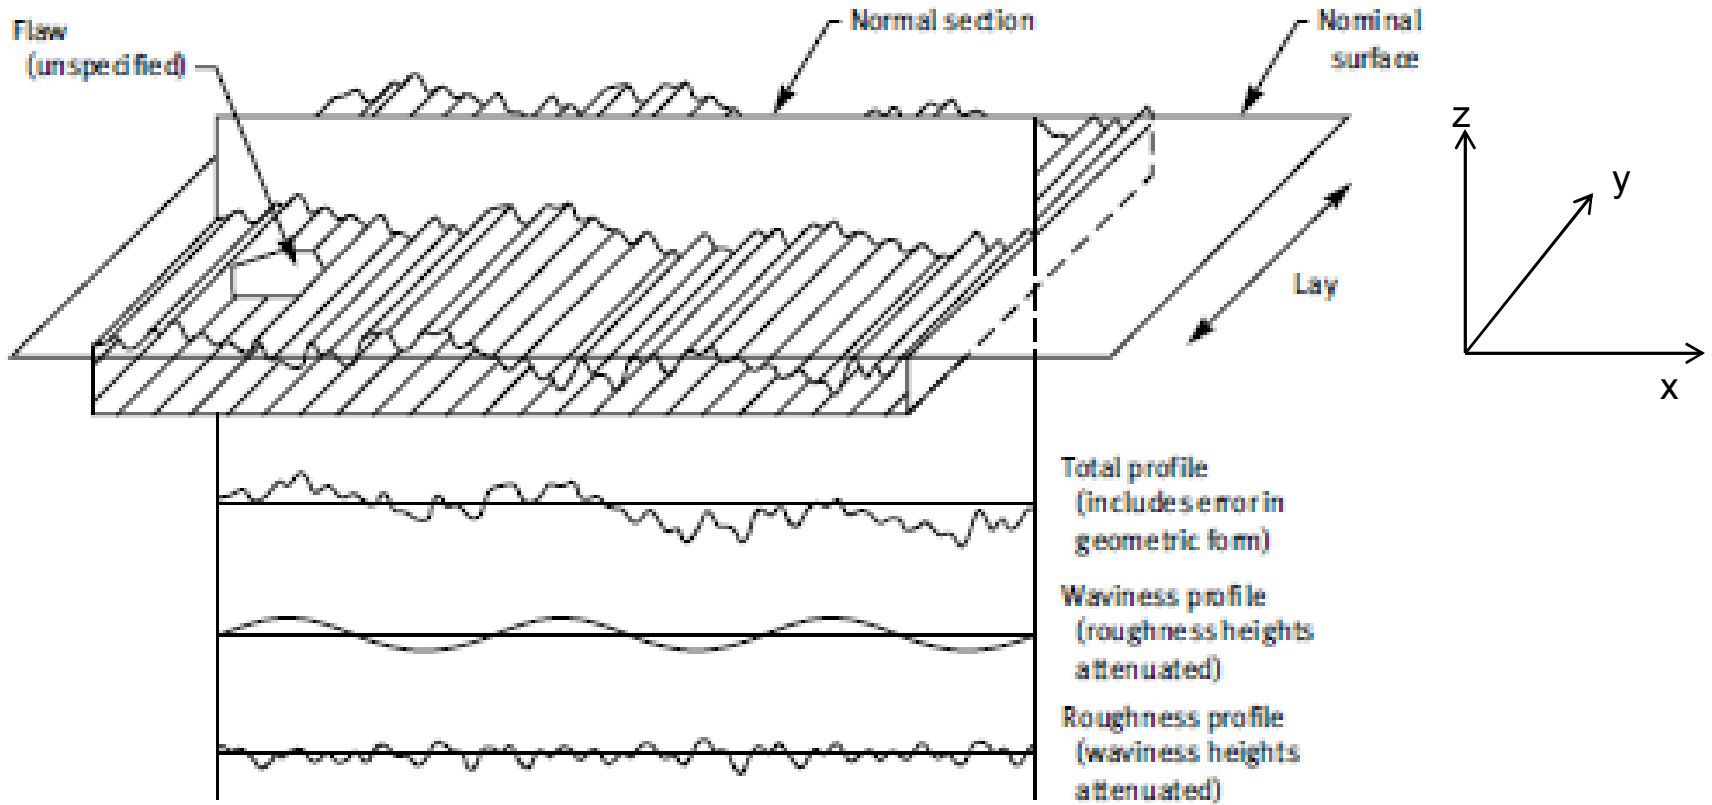 Flaw
(unspecified)
Normal section
Nominal
surface
z
y
x
Lay
Total profile
(includes error in
geometric form)
Waviness profile
(roughness heights
attenuated)
Roughness profile
(waviness heights
attenuated)